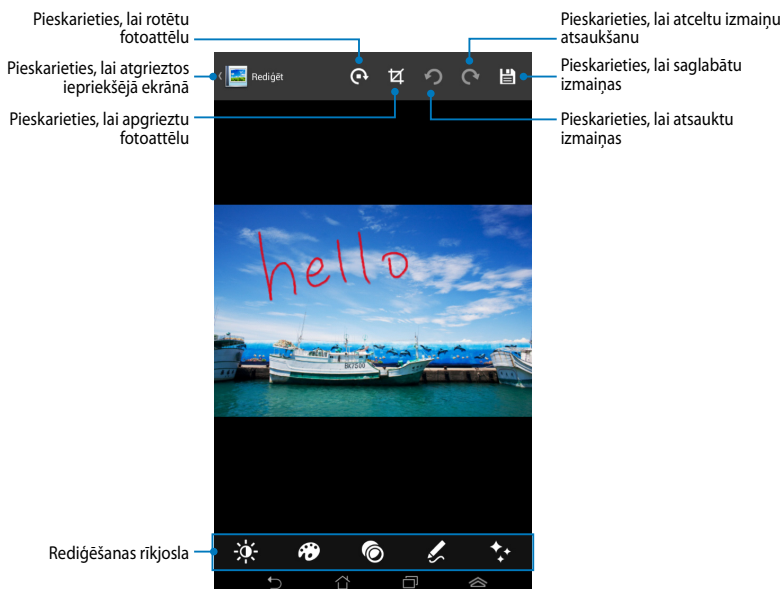 Pieskarieties, lai rotētu
fotoattēlu
Pieskarieties, lai atceltu izmaiņu
atsaukšanu
Pieskarieties, lai atgrieztos
iepriekšējā ekrānā
Rediģēt
Pieskarieties, lai saglabātu
izmaiņas
Pieskarieties, lai apgrieztu
fotoattēlu
Pieskarieties, lai atsauktu
izmaiņas
hello
BK7500
Rediģēšanas rīkjosla